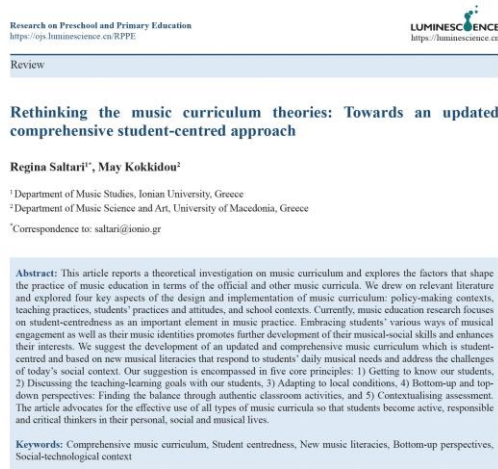 Research on Preschool and Primary Education
https://ojs.luminescience.cn/RPPE
LUMINESCIENCE
https://luminescience.cn
Review
Rethinking the music curriculum theories: Towards an updated
comprehensive student-centred approach
Regina Saltari¹*, May Kokkidou²
¹ Department of Music Studies, Ionian University, Greece
² Department of Music Science and Art, University of Macedonia, Greece
*Correspondence to: saltari@ionio.gr
Abstract: This article reports a theoretical investigation on music curriculum and explores the factors that shape
the practice of music education in terms of the official and other music curricula. We drew on relevant literature
and explored four key aspects of the design and implementation of music curriculum: policy-making contexts,
teaching practices, students' practices and attitudes, and school contexts. Currently, music education research focuses
on student-centredness as an important element in music practice. Embracing students' various ways of musical
engagement as well as their music identities promotes further development of their musical-social skills and enhances
their interests. We suggest the development of an updated and comprehensive music curriculum which is student-
centred and based on new musical literacies that respond to students' daily musical needs and address the challenges
of today's social context. Our suggestion is encompassed in five core principles: 1) Getting to know our students,
2) Discussing the teaching-learning goals with our students, 3) Adapting to local conditions, 4) Bottom-up and top-
down perspectives: Finding the balance through authentic classroom activities, and 5) Contextualising assessment.
The article advocates for the effective use of all types of music curricula so that students become active, responsible
and critical thinkers in their personal, social and musical lives.
Keywords: Comprehensive music curriculum, Student centredness, New music literacies, Bottom-up perspectives,
Social-technological context